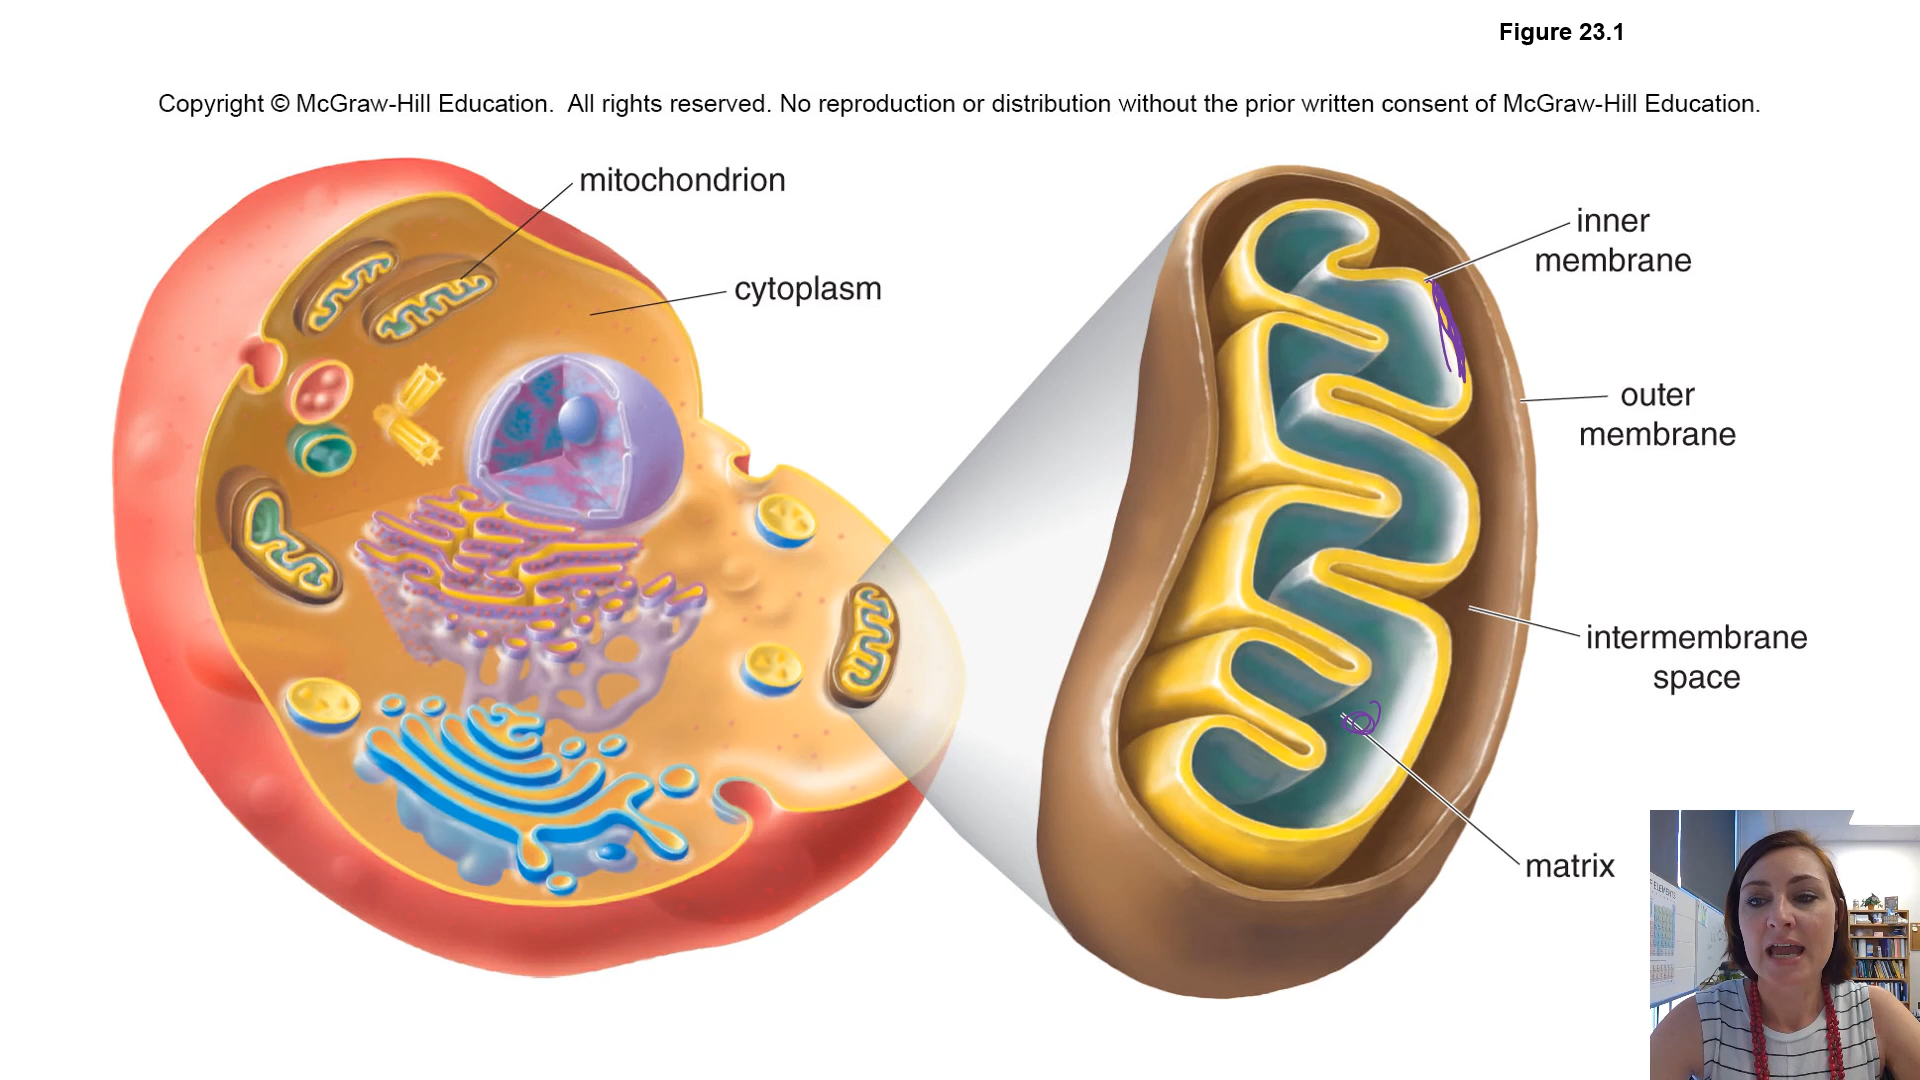 Figure 23.1
Copyright © McGraw-Hill Education.  All rights reserved. No reproduction or distribution without the prior written consent of McGraw-Hill Education.
mitochondrion
cytoplasm
inner
membrane
outer
membrane
intermembrane
space
matrix